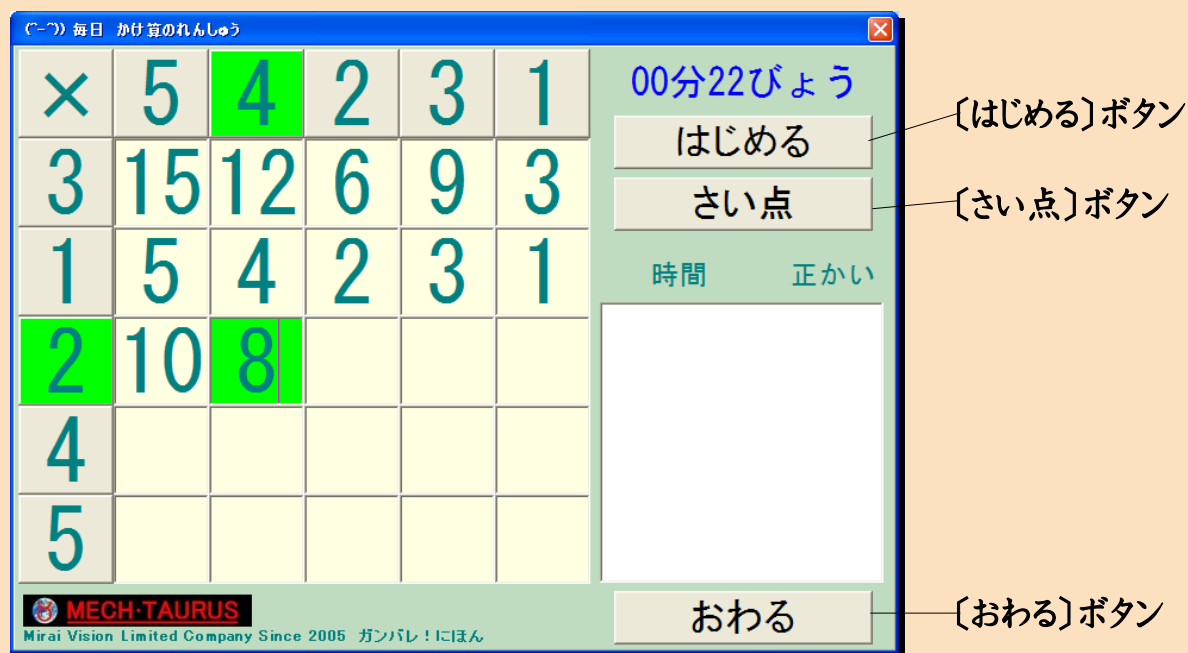 (^-^)) 毎日 かけ算のれんしゅう
× 5 4 2 3 1
3 15 12 6 9 3
1 5 4 2 3 1
2 10 8
4
5
00分22びょう
はじめる
さい点
時間 正かい
おわる
MECH·TAURUS
Mirai Vision Limited Company Since 2005 ガンバレ！にほん
〔はじめる〕ボタン
〔さい点〕ボタン
〔おわる〕ボタン